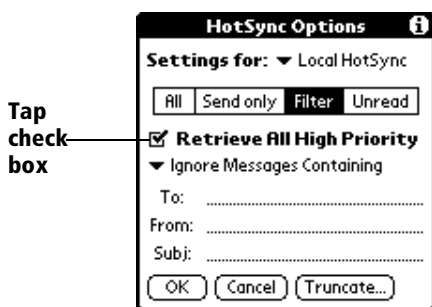 HotSync Options i
Settings for: Local HotSync
All Send only Filter Unread
Tap
check
box
Retrieve All High Priority
Ignore Messages Containing
To:
From:
Subj:
OK Cancel Truncate...